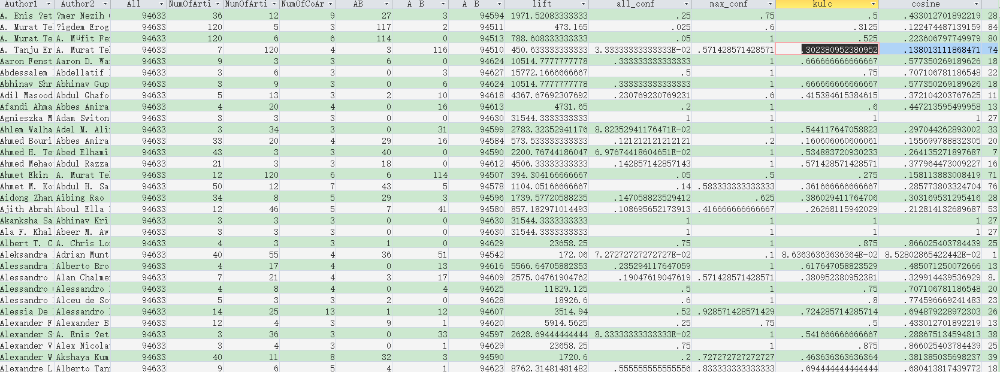 Author1 Author2 All NumOfArti NumOfArti NumOfCoAr AB A B A B lift all_conf max_conf kulc cosine
A. Enis ?et ?mer Nezih 94633 36 12 9 27 3 94594 1971.52083333333 .25 .75 .5 .433012701892219 28
A. Murat Te ?igdem Erog 94633 120 5 3 117 2 94511 473.165 .025 .6 .3125 .122474487139159 84
A. Murat Te A. Müfit Fe 94633 120 6 6 114 0 94513 788.608333333333 .05 1 .525 .223606797749979 80
A. Tanju Er A. Murat Te 94633 7 120 4 3 116 94510 450.633333333333 3.33333333333333E-02 .571428571428571 .302380952380952 .138013111868471 74
Aaron Fenst Aaron D. Wa 94633 9 3 3 6 0 94624 10514.7777777778 .333333333333333 1 .666666666666667 .577350269189626 18
Abdessalem Abdellatif 94633 3 6 3 0 3 94627 15772.1666666667 .5 1 .75 .707106781186548 22
Abhinav Shr Abhinav Gup 94633 3 9 3 0 6 94624 10514.7777777778 .333333333333333 1 .666666666666667 .577350269189626 18
Adil Masood Abdul Ghafo 94633 5 13 3 2 10 94618 4367.67692307692 .230769230769231 .6 .415384615384615 .372104203767625 11
Afandi Ahma Abbes Amira 94633 4 20 4 0 16 94613 4731.65 .2 1 .6 .447213595499958 13
Agnieszka M Adam Switon 94633 3 3 3 0 0 94630 31544.3333333333 1 1 1 1 27
Ahlem Walha Adel M. Ali 94633 3 34 3 0 31 94599 2783.32352941176 8.82352941176471E-02 1 .544117647058823 .297044262893002 33
Ahmed Bouri Abbes Amira 94633 33 20 4 29 16 94584 573.533333333333 .121212121212121 .2 .160606060606061 .155699788832305 20
Ahmed H. Te Abed Elhami 94633 43 3 3 40 0 94590 2200.76744186047 6.97674418604651E-02 1 .534883720930233 .264135271897687 7
Ahmed Mehao Abdul Razza 94633 21 3 3 18 0 94612 4506.33333333333 .142857142857143 1 .571428571428571 .377964473009227 16
Ahmet Ekin A. Murat Te 94633 12 120 6 6 114 94507 394.304166666667 .05 .5 .275 .158113883008419 71
Ahmet M. Ko Abdul H. Sa 94633 50 12 7 43 5 94578 1104.05166666667 .14 .583333333333333 .361666666666667 .285773803324704 76
Aidong Zhan Aibing Rao 94633 34 8 5 29 3 94596 1739.57720588235 .147058823529412 .625 .386029411764706 .303169531295416 28
Ajith Abrah Aboul Ella 94633 12 46 5 7 41 94580 857.182971014493 .108695652173913 .416666666666667 .26268115942029 .212814132689687 53
Akanksha Sa Abhinav Kri 94633 3 3 3 0 0 94630 31544.3333333333 1 1 1 1 27
Ala F. Khal Abeer M. Aw 94633 3 3 3 0 0 94630 31544.3333333333 1 1 1 1 27
Albert T. C A. Chris Lo 94633 4 3 3 1 0 94629 23658.25 .75 1 .875 .866025403784439 25
Aleksandra Adrian Munt 94633 40 55 4 36 51 94542 172.06 7.27272727272727E-02 .1 8.63636363636364E-02 8.52802865422442E-02 1
Alessandra Alberto Bro 94633 4 17 4 0 13 94616 5566.64705882353 .235294117647059 1 .617647058823529 .485071250072666 13
Alessandro Alan Chalme 94633 7 21 4 3 17 94609 2575.04761904762 .19047619047619 .571428571428571 .380952380952381 .329914439536929 8.
Alessandro Alessandro 94633 4 8 4 0 4 94625 11829.125 .5 1 .75 .707106781186548 20
Alessandro Alceu de So 94633 5 3 3 2 0 94628 18926.6 .6 1 .8 .774596669241483 23
Alessia De Alessandro 94633 14 25 13 1 12 94607 3514.94 .52 .928571428571429 .724285714285714 .694879228972303 26
Alexander F Alexander B 94633 12 4 3 9 1 94620 5914.5625 .25 .75 .5 .433012701892219 13
Alexander S A. Enis ?et 94633 3 36 3 0 33 94597 2628.69444444444 8.33333333333333E-02 1 .541666666666667 .288675134594813 38
Alexander V Alex Nicola 94633 3 4 3 0 1 94629 23658.25 .75 1 .875 .866025403784439 25
Alexander W Akshaya Kum 94633 40 11 8 32 3 94590 1720.6 .2 .727272727272727 .463636363636364 .381385035698237 39
Alexandre L Alberto Tan 94633 9 6 5 4 1 94623 8762.31481481482 .555555555555556 .833333333333333 .694444444444444 .680413817439772 18